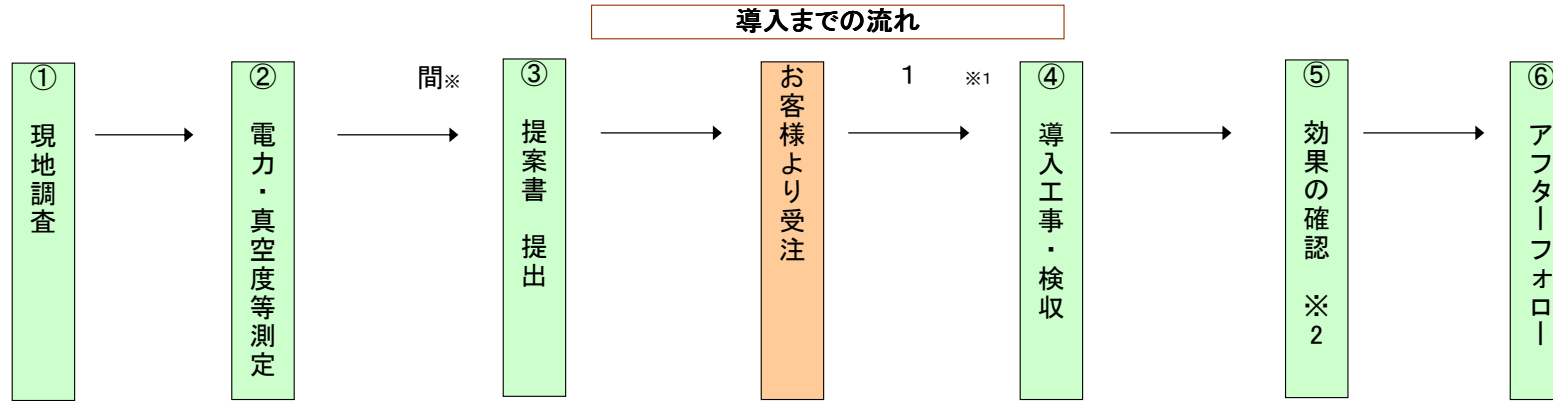 導入までの流れ
① 現地調査
② 電力・真空度等測定
間※
③ 提案書 提出
お客様より受注
1 ※1
④ 導入工事・検収
⑤ 効果の確認 ※2
⑥ アフターフォロー